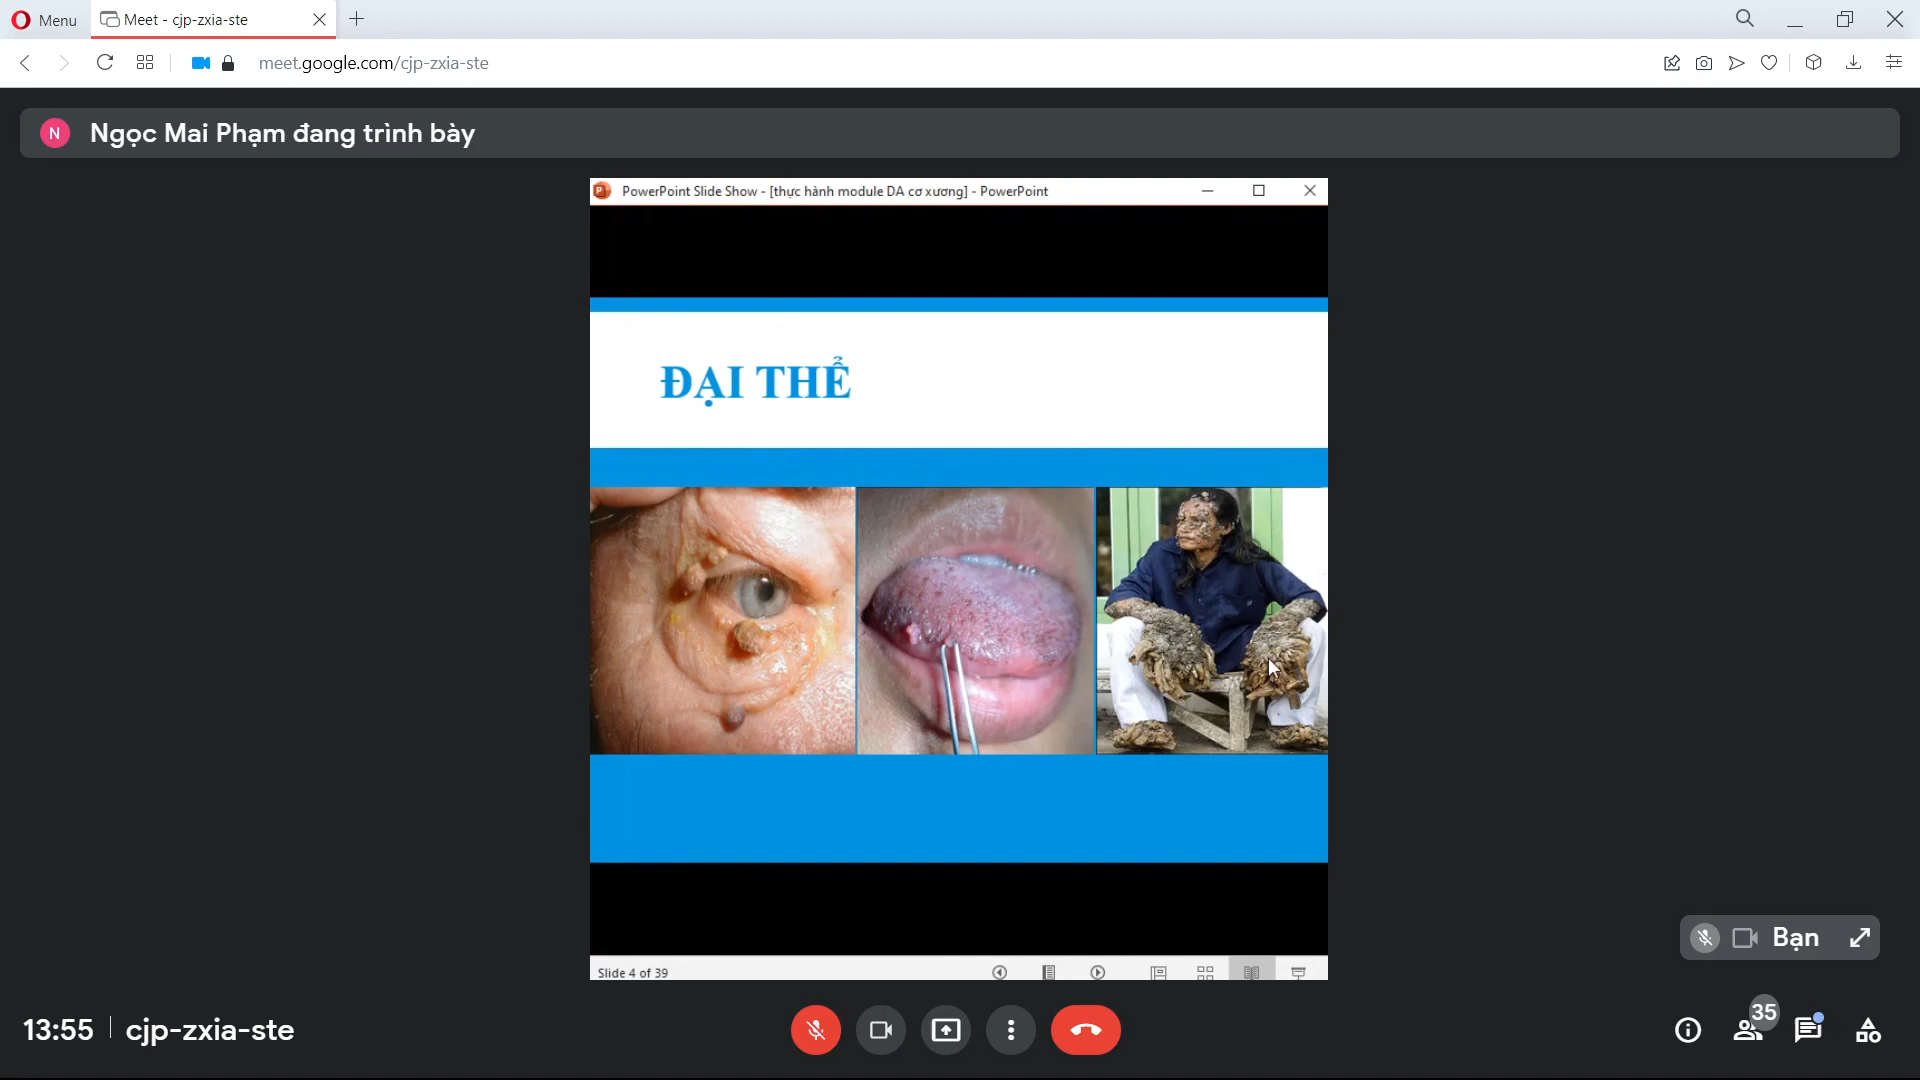 Menu
Meet - cjp-zxia-ste
meet.google.com/cjp-zxia-ste
N
Ngọc Mai Phạm đang trình bày
PowerPoint Slide Show - [thực hành module DA cơ xương] - PowerPoint
ĐẠI THỂ
Slide 4 of 39
Bạn
13:55
cjp-zxia-ste
35